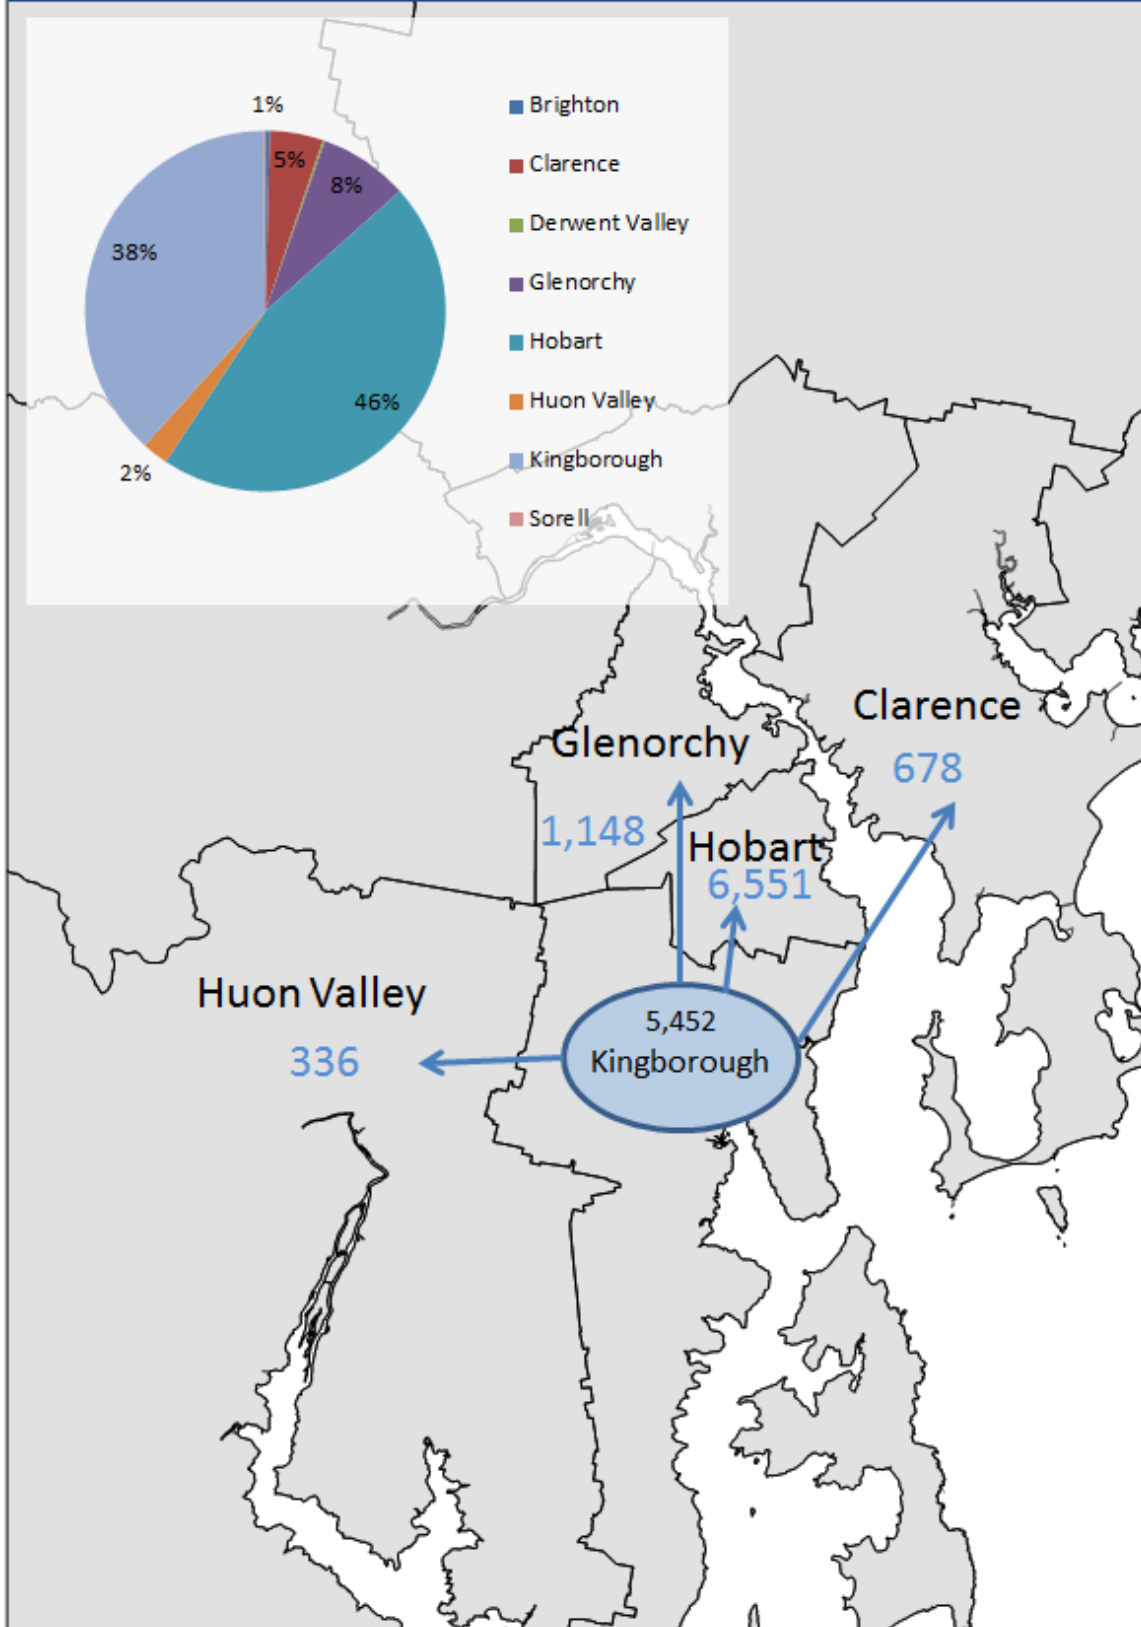 1%
5%
8%
38%
46%
2%
Brighton
Clarence
Derwent Valley
Glenorchy
Hobart
Huon Valley
Kingborough
Sorell
Clarence
678
Glenorchy
1,148
Hobart
6,551
Huon Valley
336
5,452
Kingborough